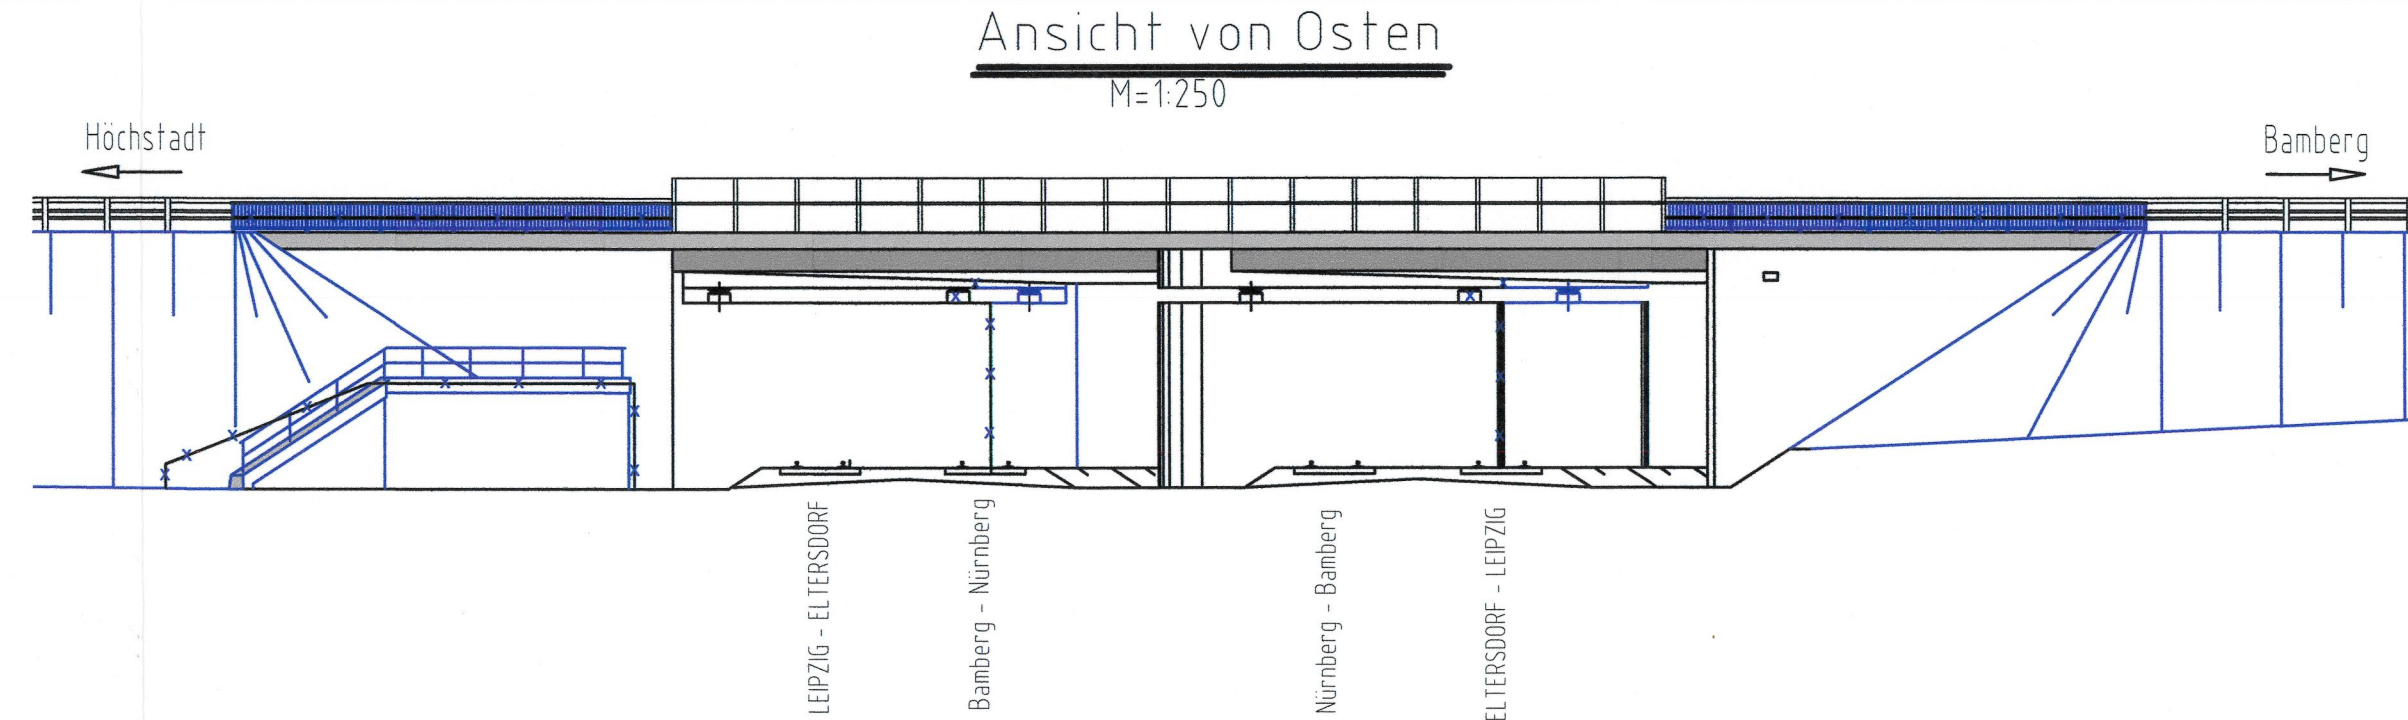 Ansicht von Osten
M=1:250
Höchstadt
Bamberg
LEIPZIG - ELTERSDORF
Bamberg - Nürnberg
Nürnberg - Bamberg
ELTERSDORF - LEIPZIG